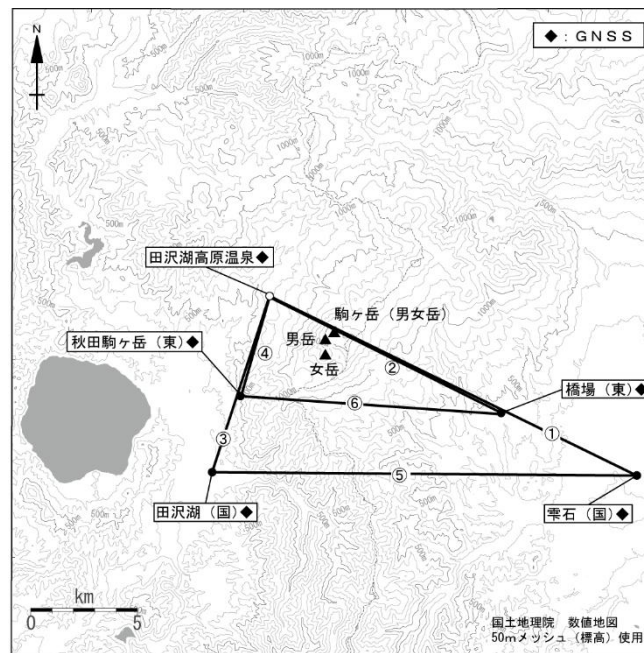 N
◆：ＧＮＳＳ
500m
1000m
田沢湖高原温泉◆
駒ヶ岳（男女岳）
男岳
女岳
秋田駒ヶ岳（東）◆
④
②
⑥
橋場（東）◆
①
③
⑤
田沢湖（国）◆
雫石（国）◆
km
0 5
国土地理院　数値地図
50mメッシュ（標高）使用